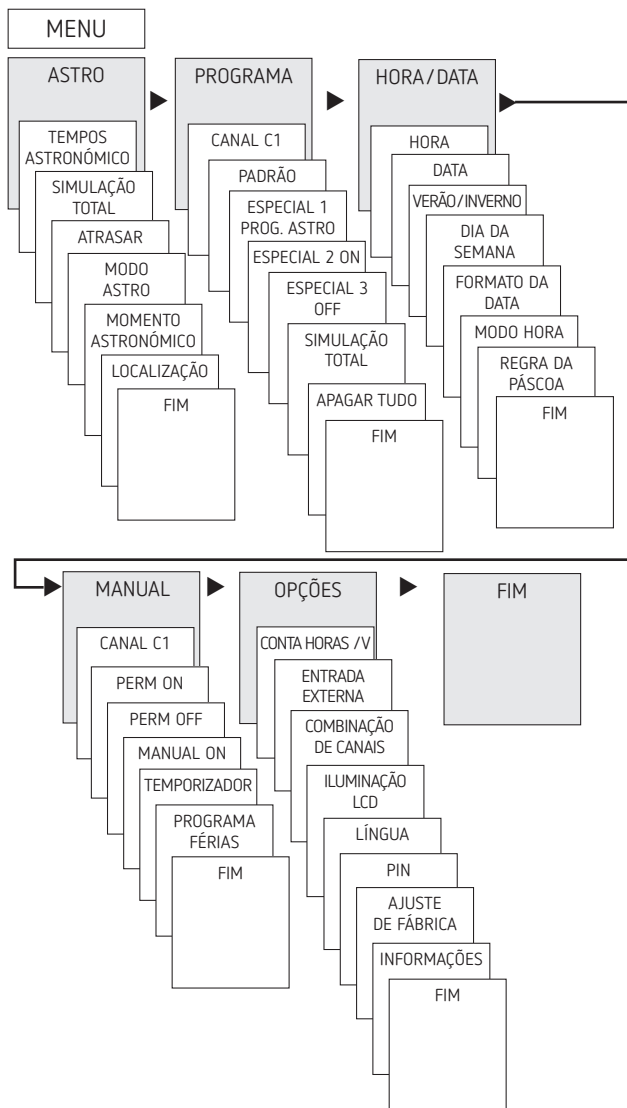 MENU
ASTRO
TEMPOS
ASTRONÓMICO
SIMULAÇÃO
TOTAL
ATRASAR
MODO
ASTRO
MOMENTO
ASTRONÓMICO
LOCALIZAÇÃO
FIM
PROGRAMA
CANAL C1
PADRÃO
ESPECIAL 1
PROG. ASTRO
ESPECIAL 2 ON
ESPECIAL 3
OFF
SIMULAÇÃO
TOTAL
APAGAR TUDO
FIM
HORA/DATA
HORA
DATA
VERÃO/INVERNO
DIA DA
SEMANA
FORMATO DA
DATA
MODO HORA
REGRA DA
PÁSCOA
FIM
MANUAL
CANAL C1
PERM ON
PERM OFF
MANUAL ON
TEMPORIZADOR
PROGRAMA
FÉRIAS
FIM
OPÇÕES
CONTA HORAS /V
ENTRADA
EXTERNA
COMBINAÇÃO
DE CANAIS
ILUMINAÇÃO
LCD
LÍNGUA
PIN
AJUSTE
DE FÁBRICA
INFORMAÇÕES
FIM
FIM